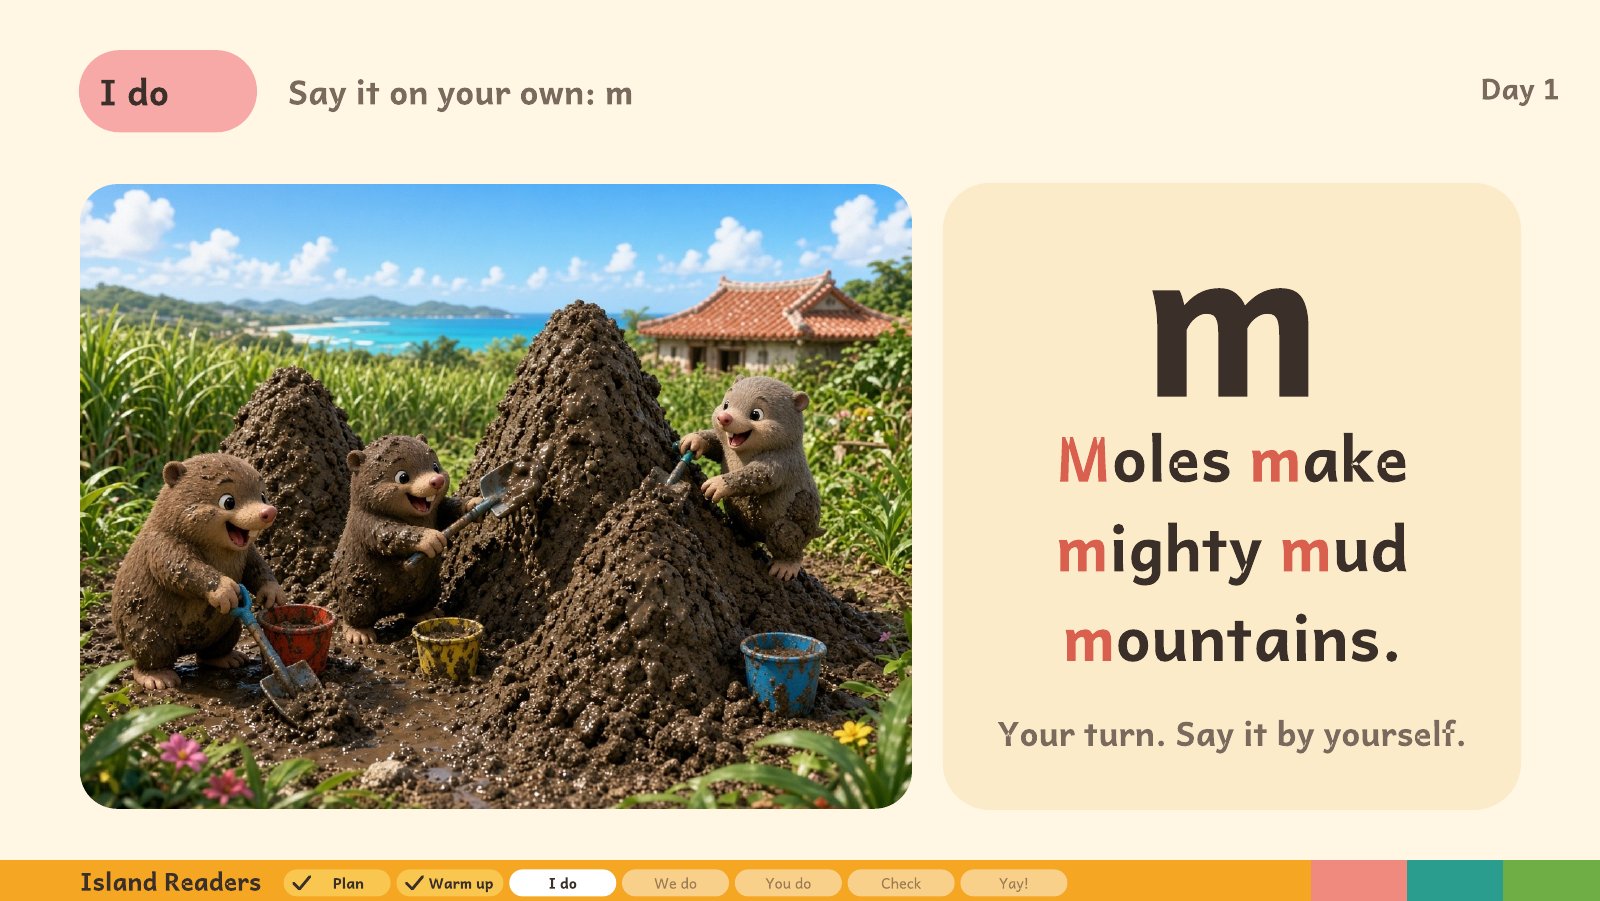 I do
Say it on your own: m
Day 1
m
Moles make
mighty mud
mountains.
Your turn. Say it by yourself.
Island Readers
Plan
Warm up
I do
We do
You do
Check
Yay!